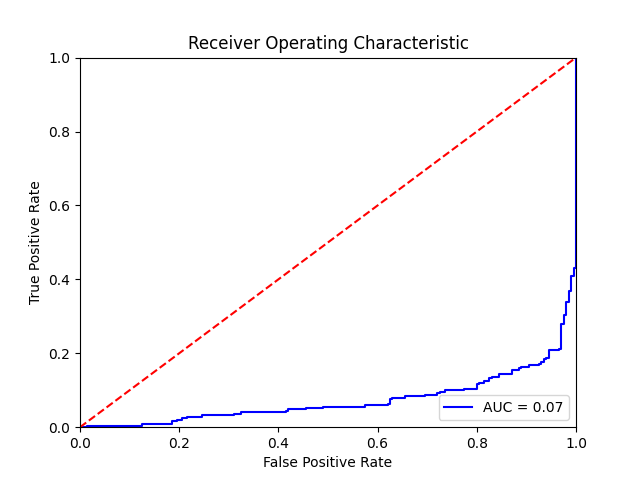 Receiver Operating Characteristic
1.0
0.8
0.6
0.4
0.2
0.0
True Positive Rate
AUC = 0.07
0.0 0.2 0.4 0.6 0.8 1.0
False Positive Rate